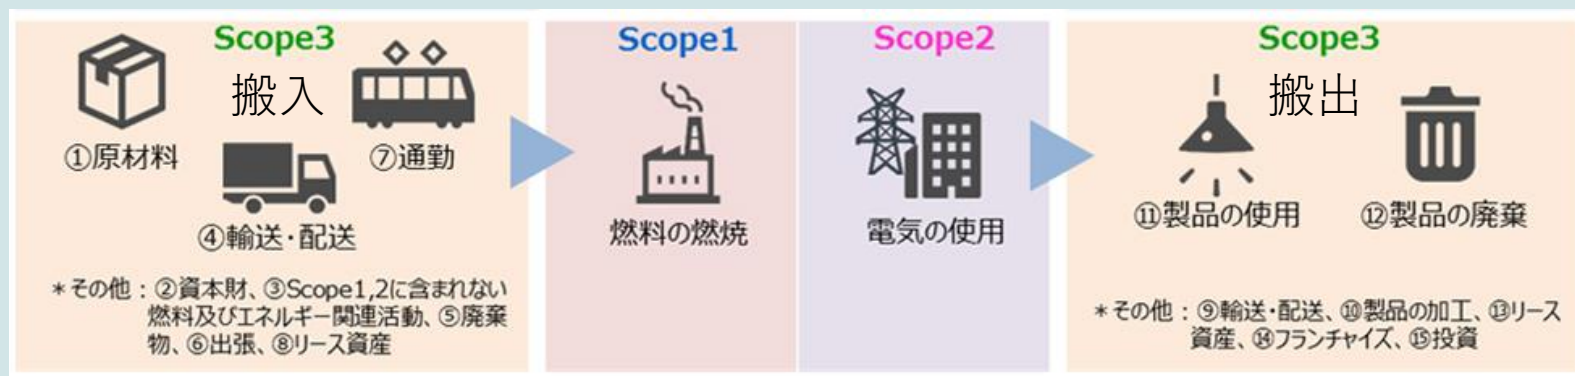 Scope3
搬入
①原材料
⑦通勤
④輸送・配送
＊その他：②資本財、③Scope1,2に含まれない
燃料及びエネルギー関連活動、⑤廃棄
物、⑥出張、⑧リース資産
Scope1
燃料の燃焼
Scope2
電気の使用
Scope3
搬出
⑪製品の使用
⑫製品の廃棄
＊その他：⑨輸送・配送、⑩製品の加工、⑬リース
資産、⑭フランチャイズ、⑮投資